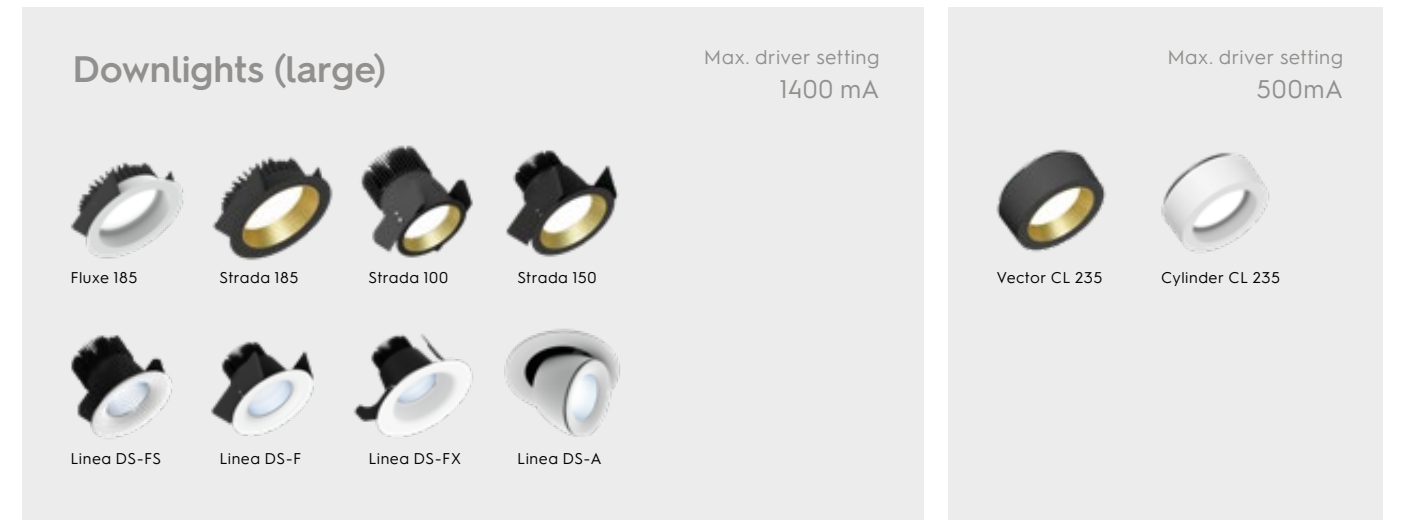 Downlights (large)
Max. driver setting
1400 mA
Fluxe 185
Strada 185
Strada 100
Strada 150
Linea DS-FS
Linea DS-F
Linea DS-FX
Linea DS-A
Max. driver setting
500mA
Vector CL 235
Cylinder CL 235